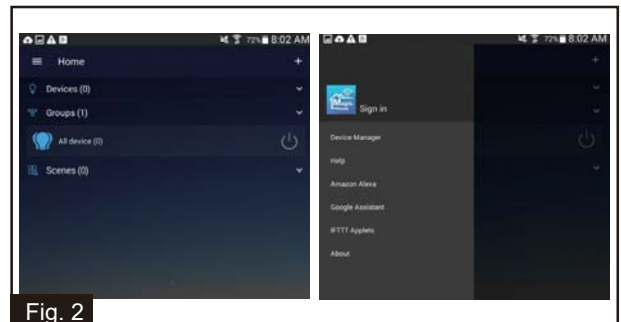 72% 8:02 AM
Home
Devices (0)
Groups (1)
All device (0)
Scenes (0)
72% 8:02 AM
Magic
Sign in
Device Manager
Help
Amazon Alexa
Google Assistant
IFTTT Applets
About
Fig. 2